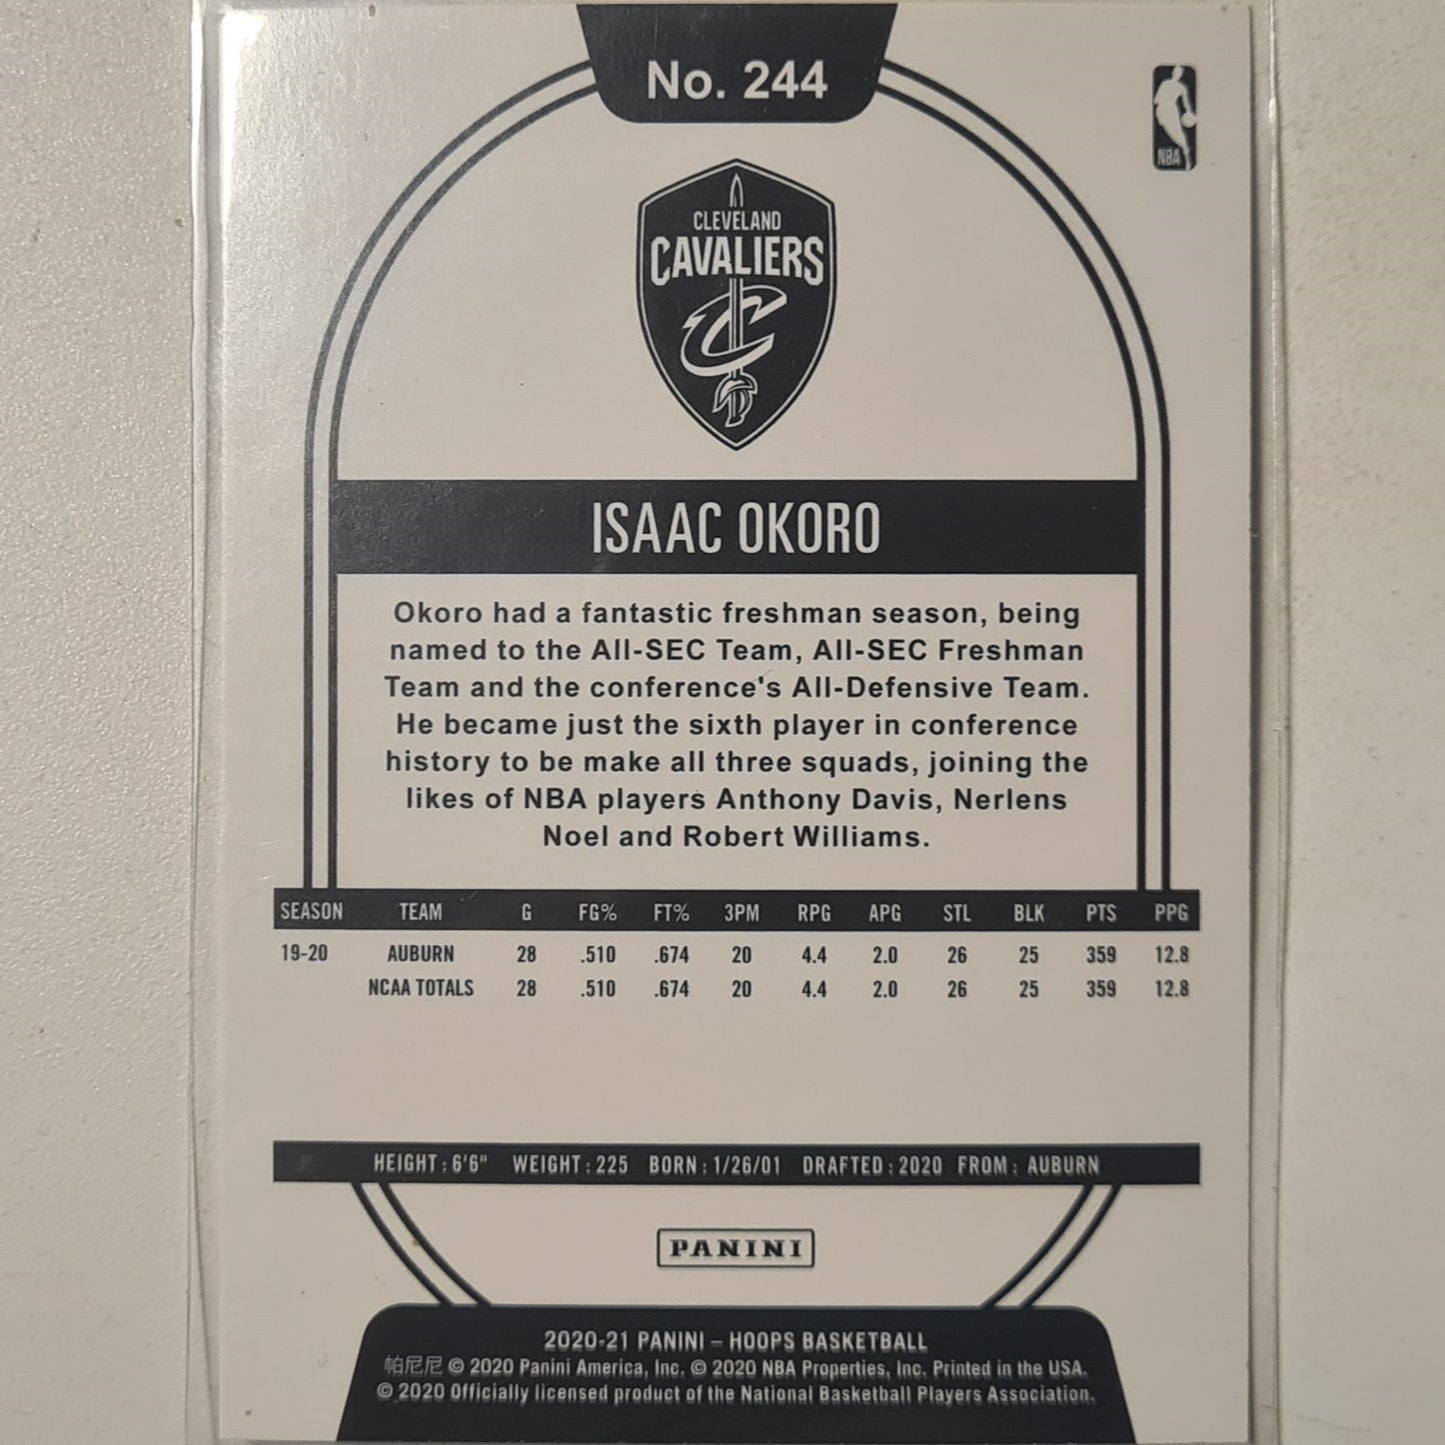 No. 244
NBA
CLEVELAND
CAVALIERS
C
ISAAC OKORO
Okoro had a fantastic freshman season, being
named to the All-SEC Team, All-SEC Freshman
Team and the conference's All-Defensive Team.
He became just the sixth player in conference
history to be make all three squads, joining the
likes of NBA players Anthony Davis, Nerlens
Noel and Robert Williams.
SEASON TEAM G FG% FT% 3PM RPG APG STL BLK PTS PPG
19-20 AUBURN 28 .510 .674 20 4.4 2.0 26 25 359 12.8
NCAA TOTALS 28 .510 .674 20 4.4 2.0 26 25 359 12.8
HEIGHT: 6'6" WEIGHT: 225 BORN: 1/26/01 DRAFTED: 2020 FROM: AUBURN
PANINI
2020-21 PANINI – HOOPS BASKETBALL
帕尼尼 © 2020 Panini America, Inc. © 2020 NBA Properties, Inc. Printed in the USA.
© 2020 Officially licensed product of the National Basketball Players Association.